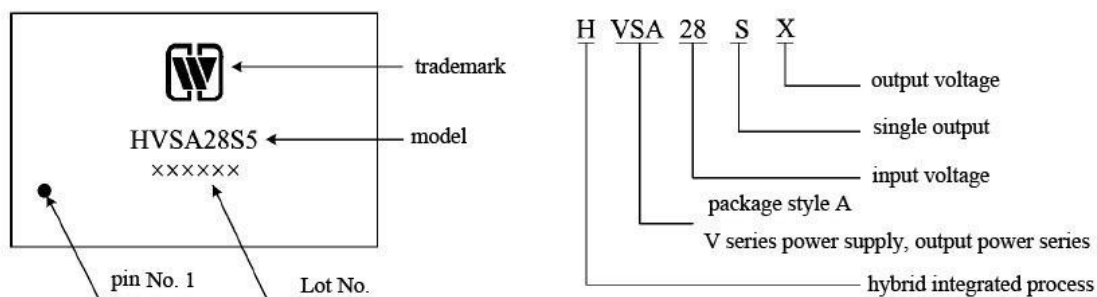 trademark
HVSA28S5
model
××××××
pin No. 1
Lot No.
H VSA 28 S X
output voltage
single output
input voltage
package style A
V series power supply, output power series
hybrid integrated process